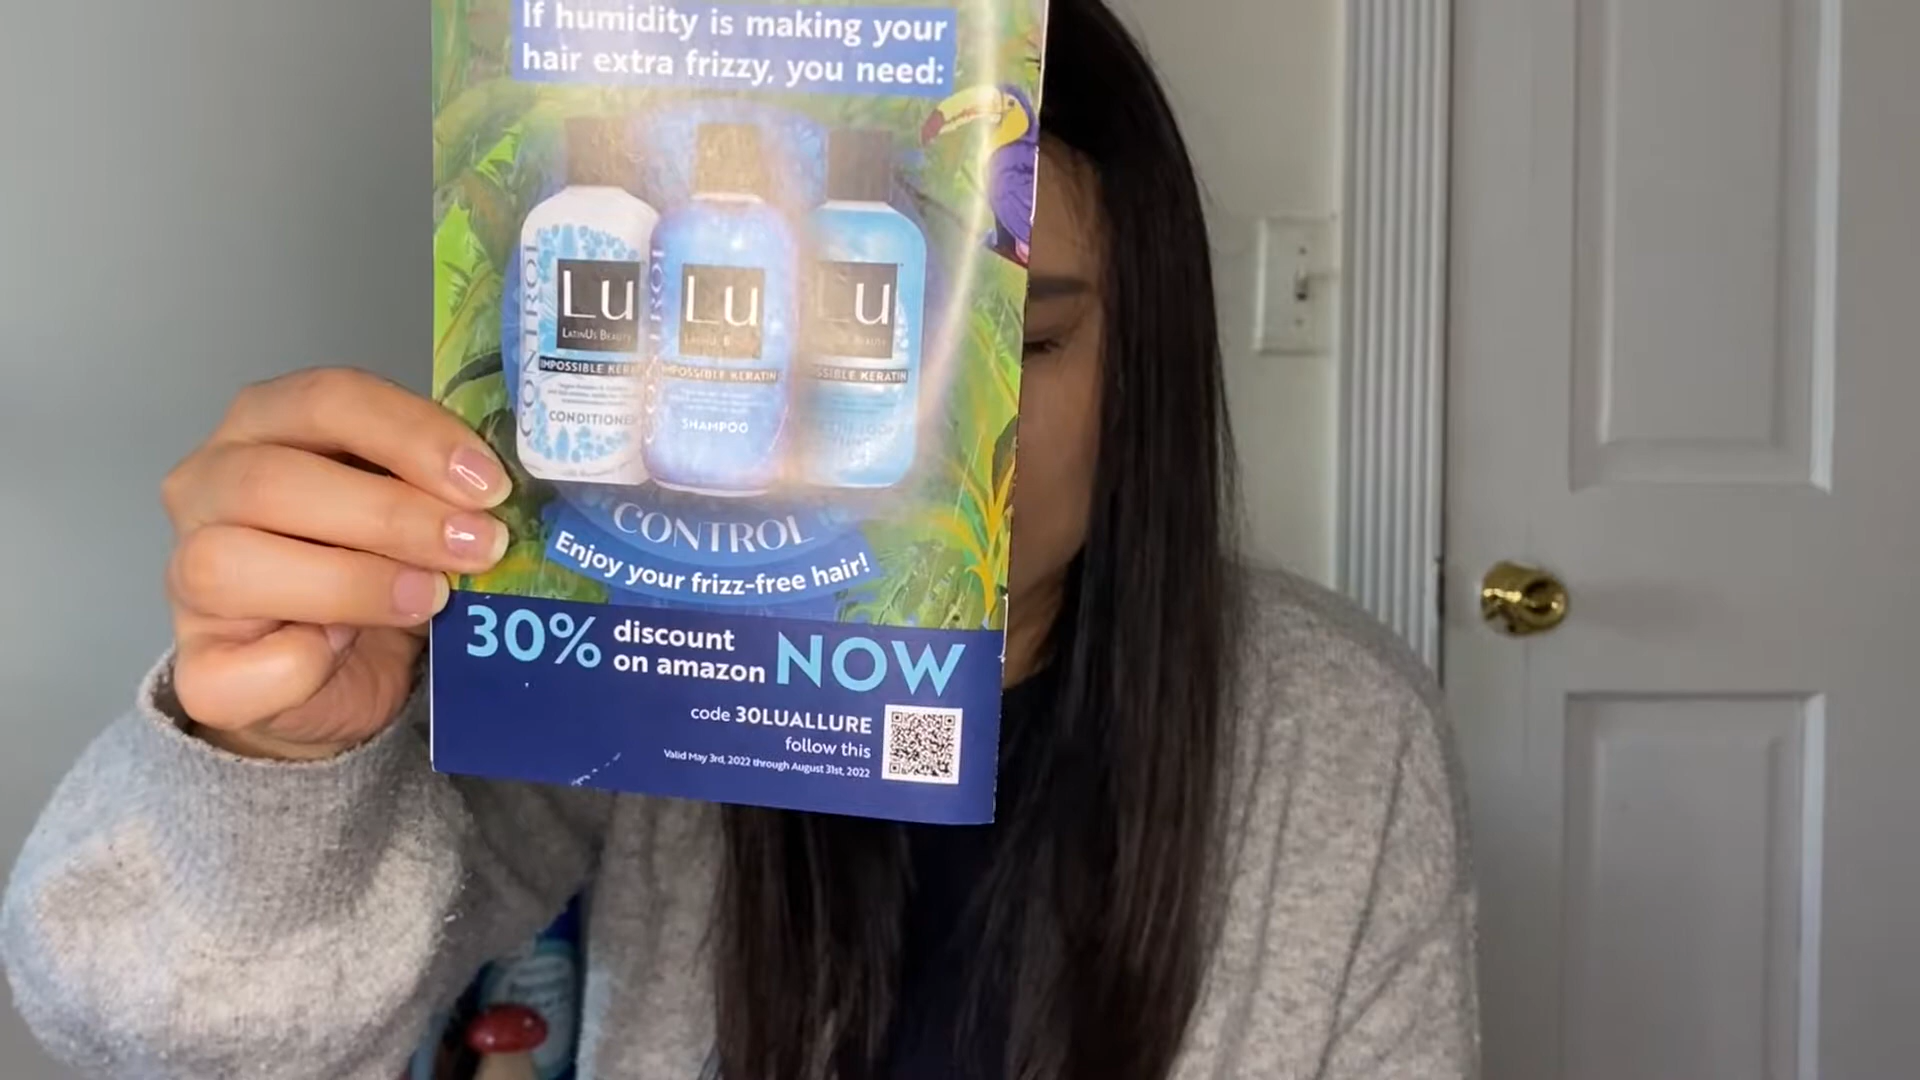 If humidity is making your
hair extra frizzy, you need:
CONTROL
Lu
LATINUS BEAUTY
IMPOSSIBLE
CONDITIONER
Lu
IMPOSSIBLE KERATIN
SHAMPOO
Lu
BEAUTY
KERATIN
CONTROL
Enjoy your frizz-free hair!
30% discount
on amazon NOW
code 30LUALLURE
follow this
Valid May 3rd, 2022 through August 31st, 2022